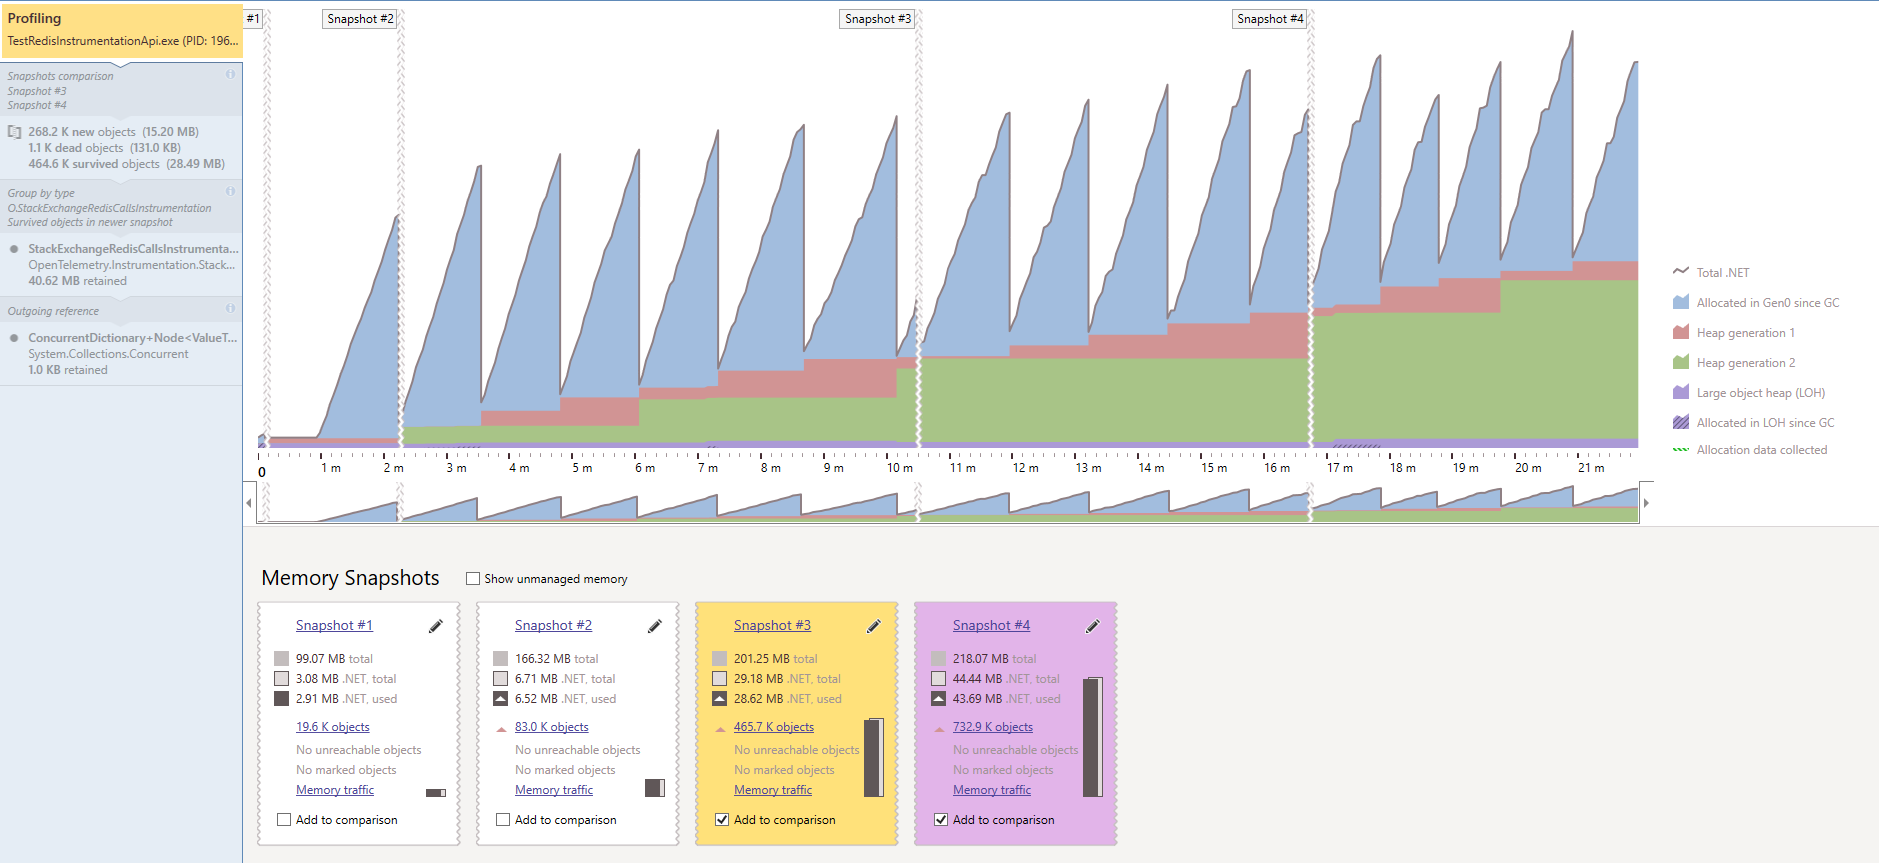 Profiling
TestRedisInstrumentationApi.exe (PID: 196...
Snapshots comparison
Snapshot #3
Snapshot #4
268.2 K new objects (15.20 MB)
1.1 K dead objects (131.0 KB)
464.6 K survived objects (28.49 MB)
Group by type
O.StackExchangeRedisCallsInstrumentation
Survived objects in newer snapshot
StackExchangeRedisCallsInstrumenta...
OpenTelemetry.Instrumentation.Stack...
40.62 MB retained
Outgoing reference
ConcurrentDictionary+Node<ValueT...
System.Collections.Concurrent
1.0 KB retained
#1
Snapshot #2
Snapshot #3
Snapshot #4
Total .NET
Allocated in Gen0 since GC
Heap generation 1
Heap generation 2
Large object heap (LOH)
Allocated in LOH since GC
Allocation data collected
0 1 m 2 m 3 m 4 m 5 m 6 m 7 m 8 m 9 m 10 m 11 m 12 m 13 m 14 m 15 m 16 m 17 m 18 m 19 m 20 m 21 m
Memory Snapshots
Show unmanaged memory
Snapshot #1
99.07 MB total
3.08 MB .NET, total
2.91 MB .NET, used
19.6 K objects
No unreachable objects
No marked objects
Memory traffic
Add to comparison
Snapshot #2
166.32 MB total
6.71 MB .NET, total
6.52 MB .NET, used
83.0 K objects
No unreachable objects
No marked objects
Memory traffic
Add to comparison
Snapshot #3
201.25 MB total
29.18 MB .NET, total
28.62 MB .NET, used
465.7 K objects
No unreachable objects
No marked objects
Memory traffic
Add to comparison
Snapshot #4
218.07 MB total
44.44 MB .NET, total
43.69 MB .NET, used
732.9 K objects
No unreachable objects
No marked objects
Memory traffic
Add to comparison